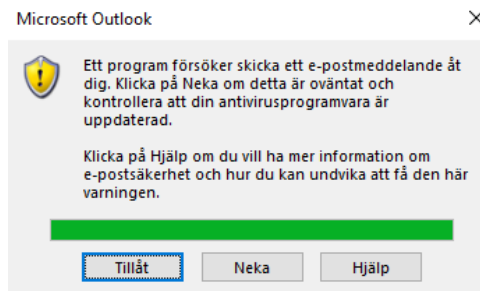 Microsoft Outlook
Ett program försöker skicka ett e-postmeddelande åt
dig. Klicka på Neka om detta är oväntat och
kontrollera att din antivirusprogramvara är
uppdaterad.
Klicka på Hjälp om du vill ha mer information om
e-postsäkerhet och hur du kan undvika att få den här
varningen.
Tillåt
Neka
Hjälp